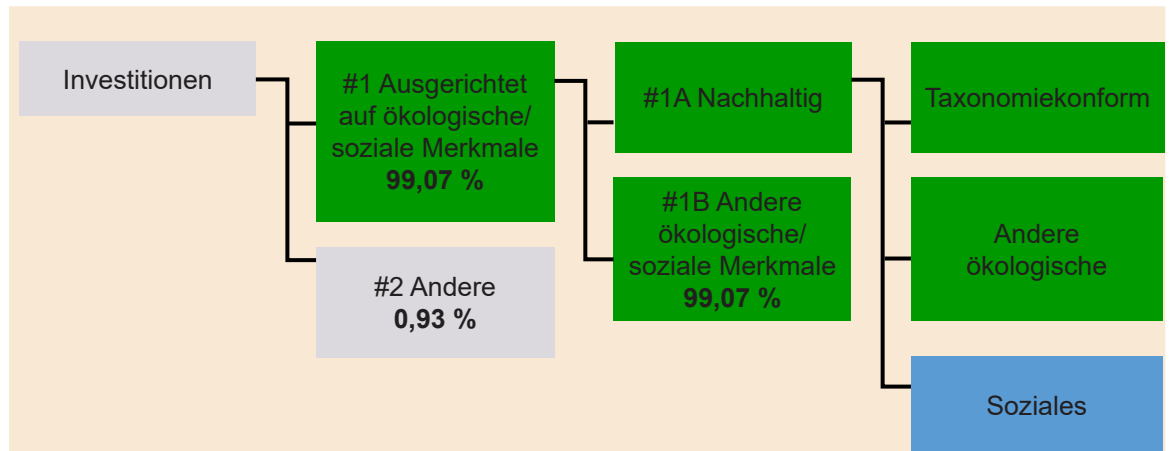 Investitionen
#1 Ausgerichtet
auf ökologische/
soziale Merkmale
99,07 %
#2 Andere
0,93 %
#1A Nachhaltig
#1B Andere
ökologische/
soziale Merkmale
99,07 %
Taxonomiekonform
Andere
ökologische
Soziales